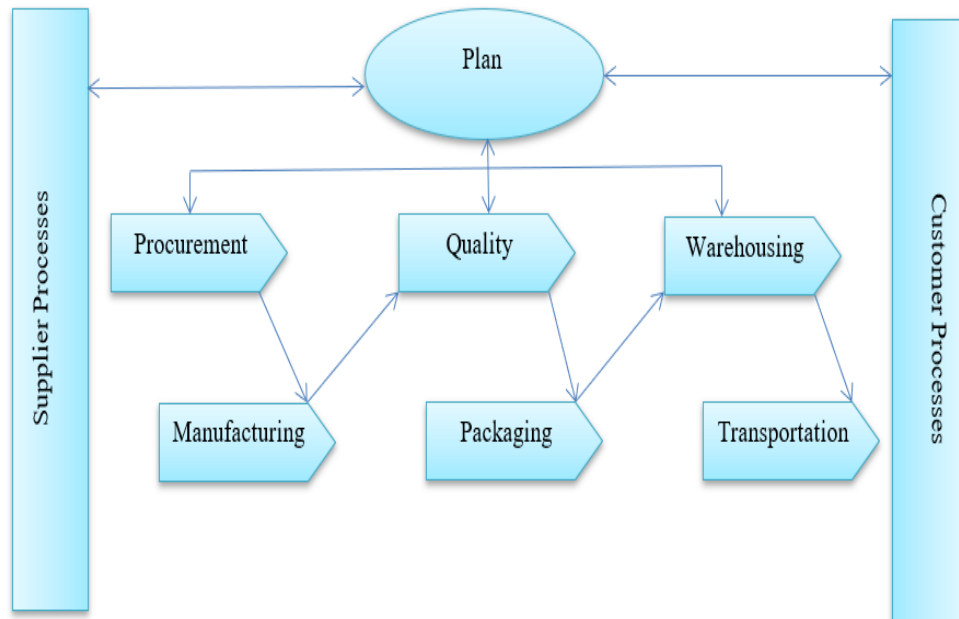 Plan
Supplier Processes
Customer Processes
Procurement
Quality
Warehousing
Manufacturing
Packaging
Transportation